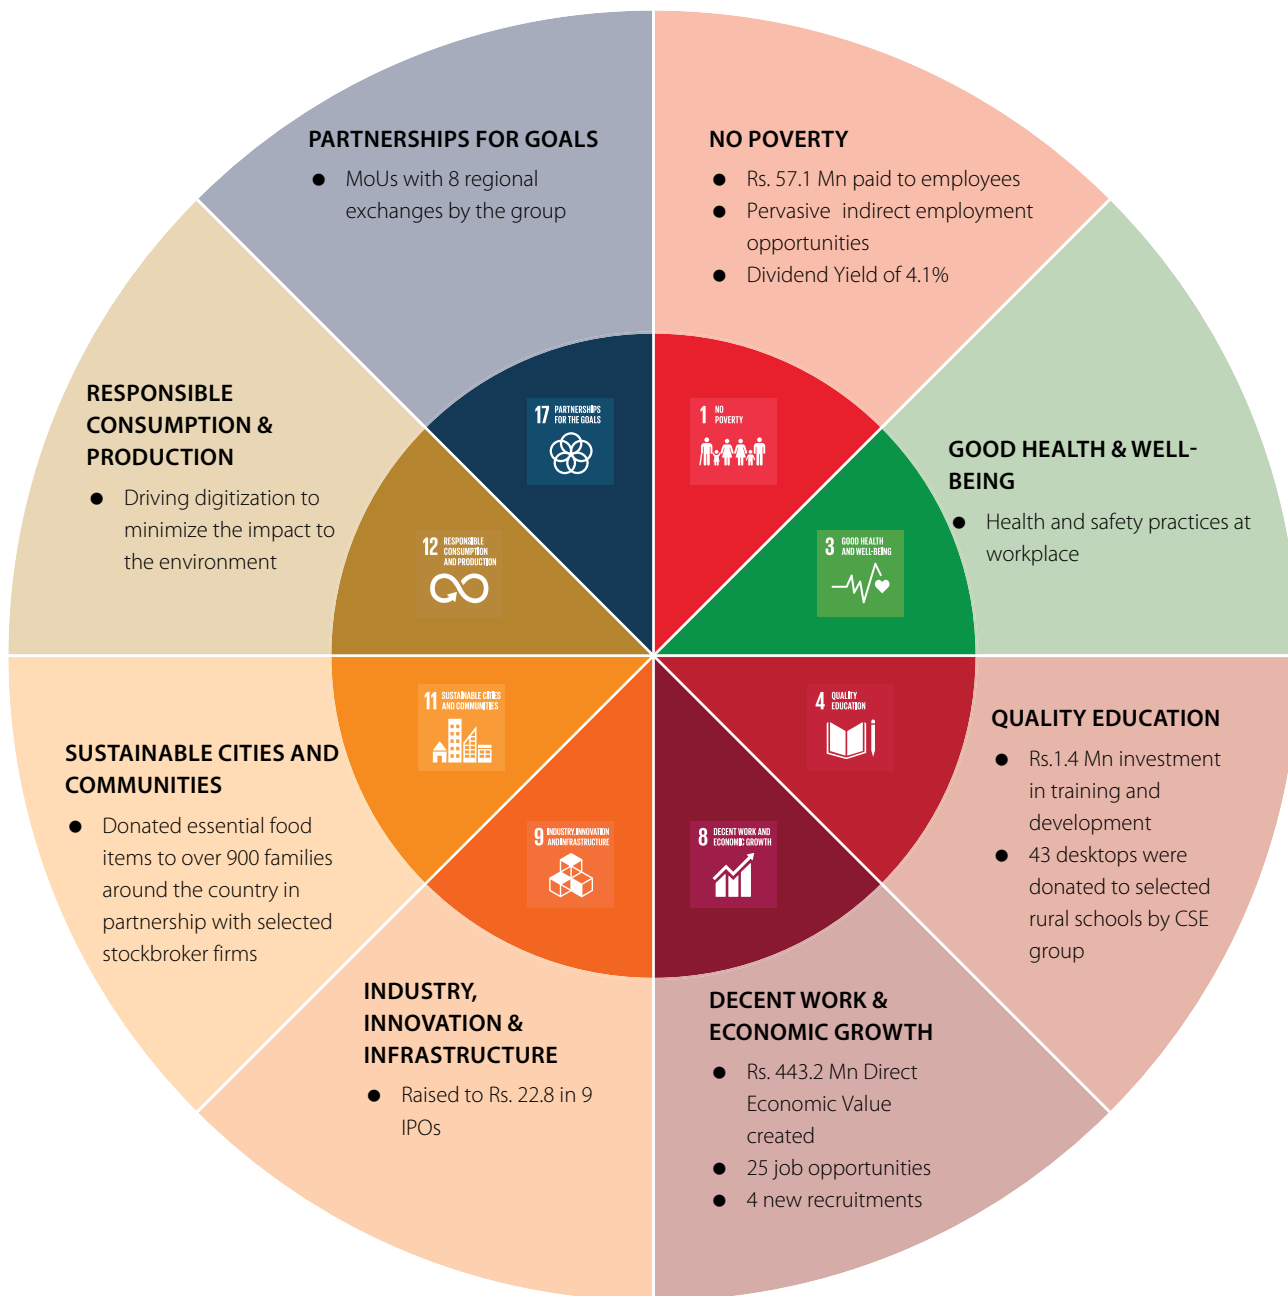 PARTNERSHIPS FOR GOALS
● MoUs with 8 regional
exchanges by the group
NO POVERTY
● Rs. 57.1 Mn paid to employees
● Pervasive indirect employment
opportunities
● Dividend Yield of 4.1%
RESPONSIBLE
CONSUMPTION &
PRODUCTION
● Driving digitization to
minimize the impact to
the environment
17 PARTNERSHIPS
FOR THE GOALS
1 NO
POVERTY
GOOD HEALTH & WELL-
BEING
● Health and safety practices at
workplace
12 RESPONSIBLE
CONSUMPTION
AND PRODUCTION
3 GOOD HEALTH
AND WELL-BEING
11 SUSTAINABLE CITIES
AND COMMUNITIES
4 QUALITY
EDUCATION
SUSTAINABLE CITIES AND
COMMUNITIES
● Donated essential food
items to over 900 families
around the country in
partnership with selected
stockbroker firms
QUALITY EDUCATION
● Rs.1.4 Mn investment
in training and
development
● 43 desktops were
donated to selected
rural schools by CSE
group
9 INDUSTRY, INNOVATION
AND INFRASTRUCTURE
8 DECENT WORK AND
ECONOMIC GROWTH
INDUSTRY,
INNOVATION &
INFRASTRUCTURE
● Raised to Rs. 22.8 in 9
IPOs
DECENT WORK &
ECONOMIC GROWTH
● Rs. 443.2 Mn Direct
Economic Value
created
● 25 job opportunities
● 4 new recruitments